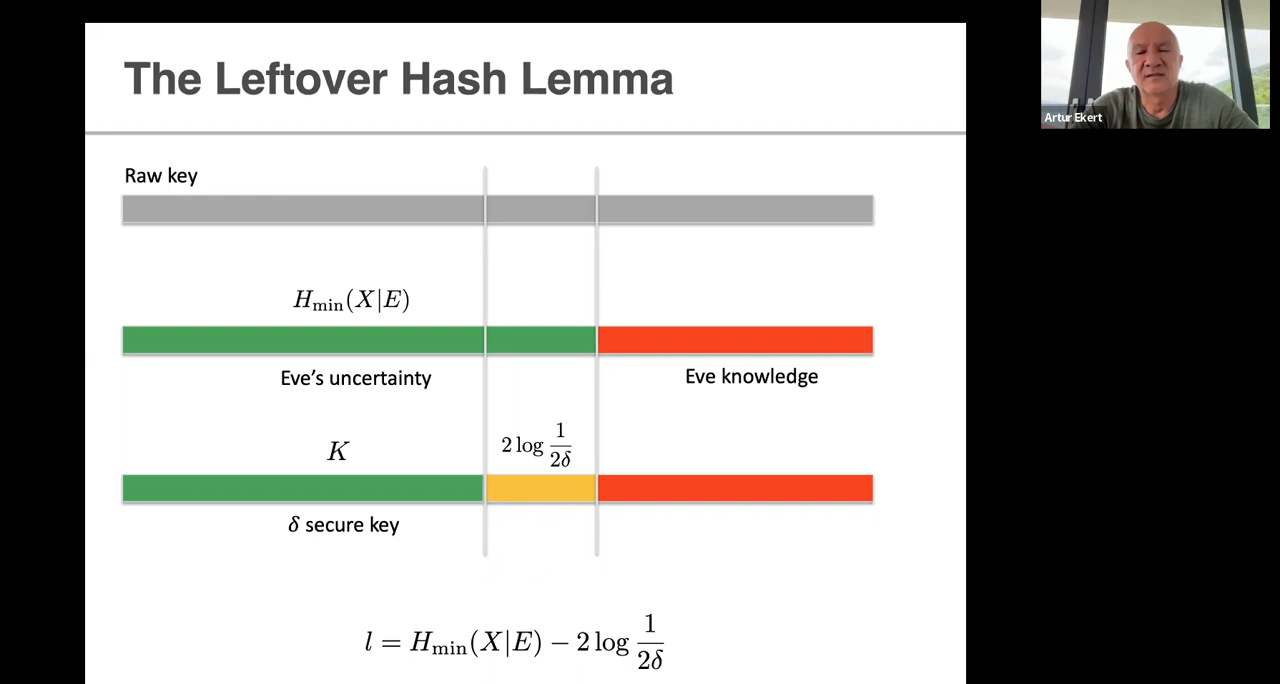 The Leftover Hash Lemma
Artur Ekert
Raw key
H_min(X|E)
Eve's uncertainty
Eve knowledge
K
2 log 1/2δ
δ secure key
l = H_min(X|E) − 2 log 1/2δ